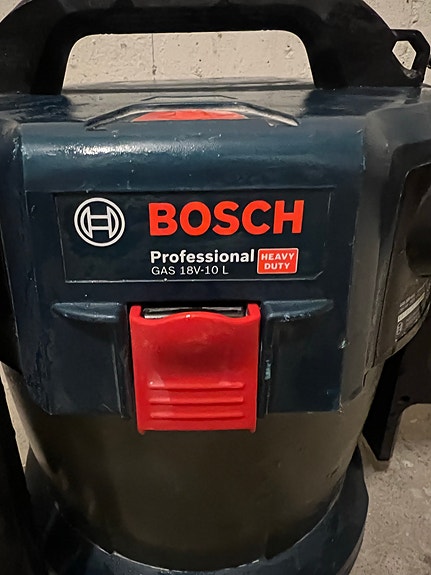 BOSCH
Professional HEAVY DUTY
GAS 18V-10 L